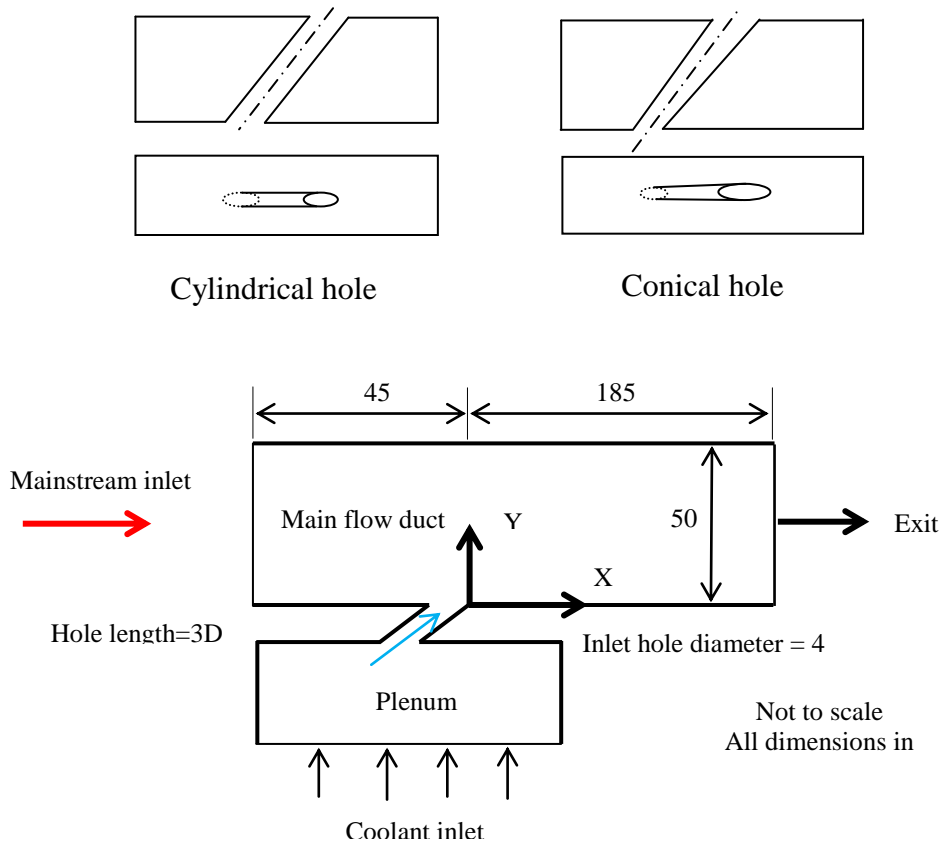 Cylindrical hole
Conical hole
45
185
Mainstream inlet
Main flow duct
Y
50
Exit
X
Hole length=3D
Inlet hole diameter = 4
Plenum
Not to scale
All dimensions in
Coolant inlet